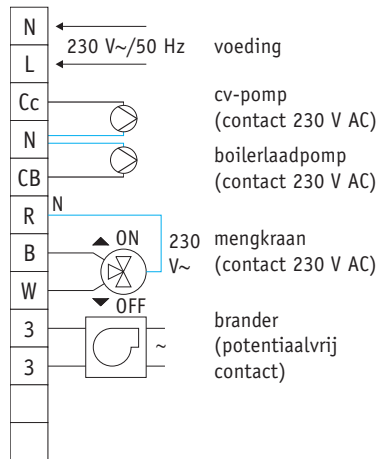 N
230 V~/50 Hz voeding
L
Cc
cv-pomp
(contact 230 V AC)
N
boilerlaadpomp
(contact 230 V AC)
CB
R N
B
ON
230
V~
mengkraan
(contact 230 V AC)
W
OFF
3
~
brander
(potentiaalvrij
contact)
3